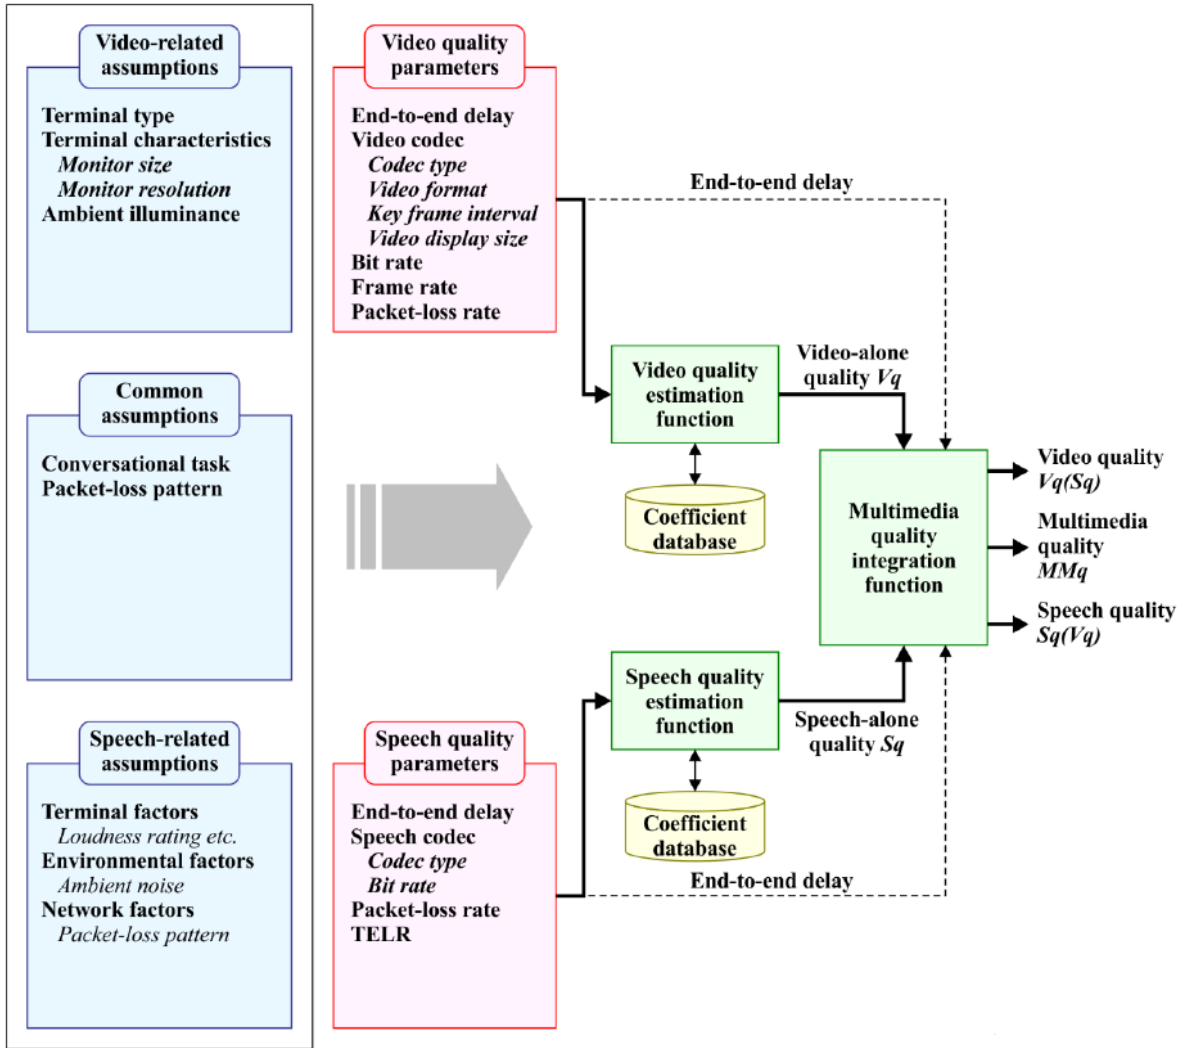 Video-related
assumptions
Terminal type
Terminal characteristics
Monitor size
Monitor resolution
Ambient illuminance
Common
assumptions
Conversational task
Packet-loss pattern
Speech-related
assumptions
Terminal factors
Loudness rating etc.
Environmental factors
Ambient noise
Network factors
Packet-loss pattern
Video quality
parameters
End-to-end delay
Video codec
Codec type
Video format
Key frame interval
Video display size
Bit rate
Frame rate
Packet-loss rate
Speech quality
parameters
End-to-end delay
Speech codec
Codec type
Bit rate
Packet-loss rate
TELR
End-to-end delay
Video quality
estimation
function
Coefficient
database
Video-alone
quality Vq
Speech quality
estimation
function
Coefficient
database
Speech-alone
quality Sq
End-to-end delay
Multimedia
quality
integration
function
Video quality
Vq(Sq)
Multimedia
quality
MMq
Speech quality
Sq(Vq)